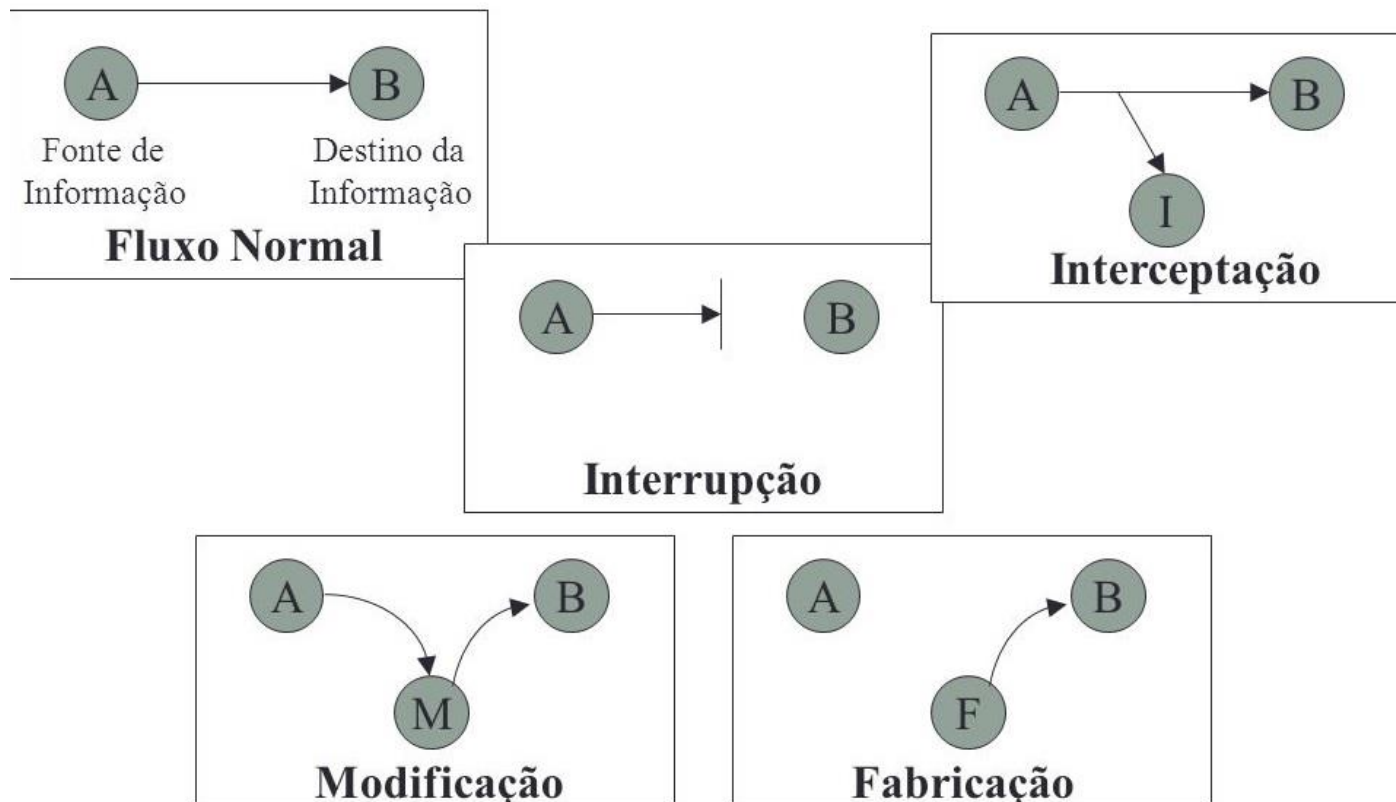 A
B
Fonte de
Informação
Destino da
Informação
Fluxo Normal
A
B
I
Interceptação
A
B
Interrupção
A
B
M
Modificação
A
B
F
Fabricação